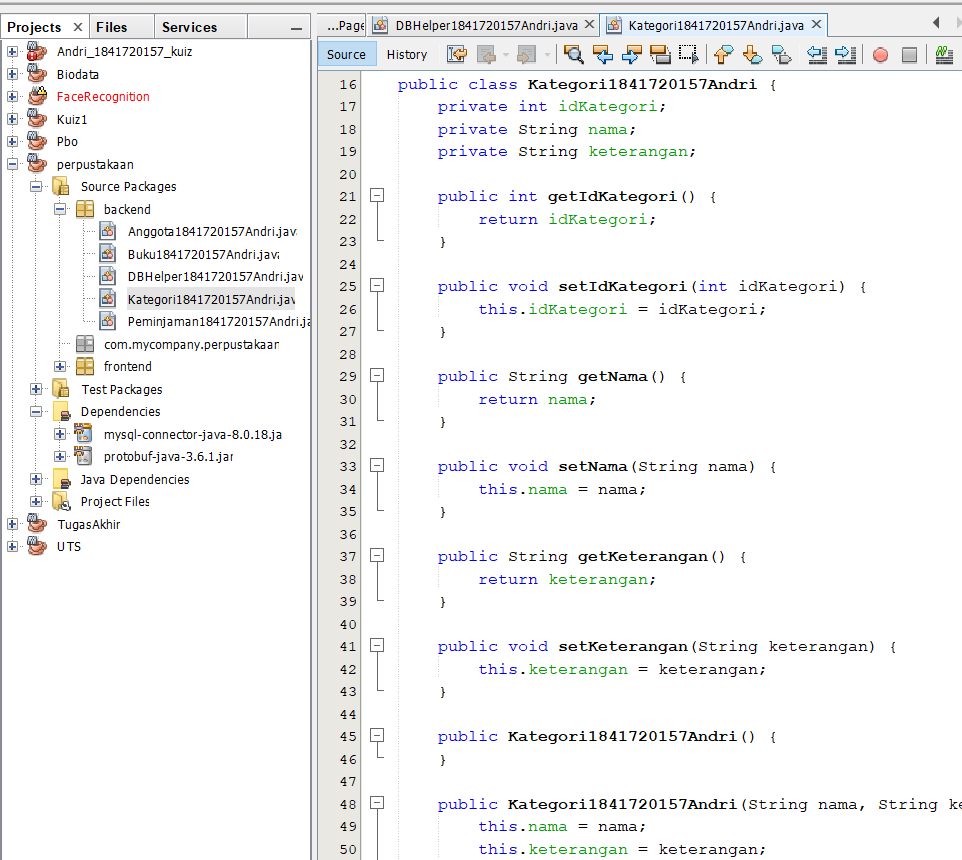 Projects
Files
Services
Andri_1841720157_kuiz
Biodata
FaceRecognition
Kuiz1
Pbo
perpustakaan
Source Packages
backend
Anggota1841720157Andri.java
Buku1841720157Andri.java
DBHelper1841720157Andri.jav
Kategori1841720157Andri.jav
Peminjaman1841720157Andri.ja
com.mycompany.perpustakaan
frontend
Test Packages
Dependencies
mysql-connector-java-8.0.18.ja
protobuf-java-3.6.1.jar
Java Dependencies
Project Files
TugasAkhir
UTS
...Page
DBHelper1841720157Andri.java
Kategori1841720157Andri.java
Source
History
16 public class Kategori1841720157Andri {
17 private int idKategori;
18 private String nama;
19 private String keterangan;
20
21 public int getIdKategori() {
22 return idKategori;
23 }
24
25 public void setIdKategori(int idKategori) {
26 this.idKategori = idKategori;
27 }
28
29 public String getNama() {
30 return nama;
31 }
32
33 public void setNama(String nama) {
34 this.nama = nama;
35 }
36
37 public String getKeterangan() {
38 return keterangan;
39 }
40
41 public void setKeterangan(String keterangan) {
42 this.keterangan = keterangan;
43 }
44
45 public Kategori1841720157Andri() {
46 }
47
48 public Kategori1841720157Andri(String nama, String ke
49 this.nama = nama;
50 this.keterangan = keterangan;